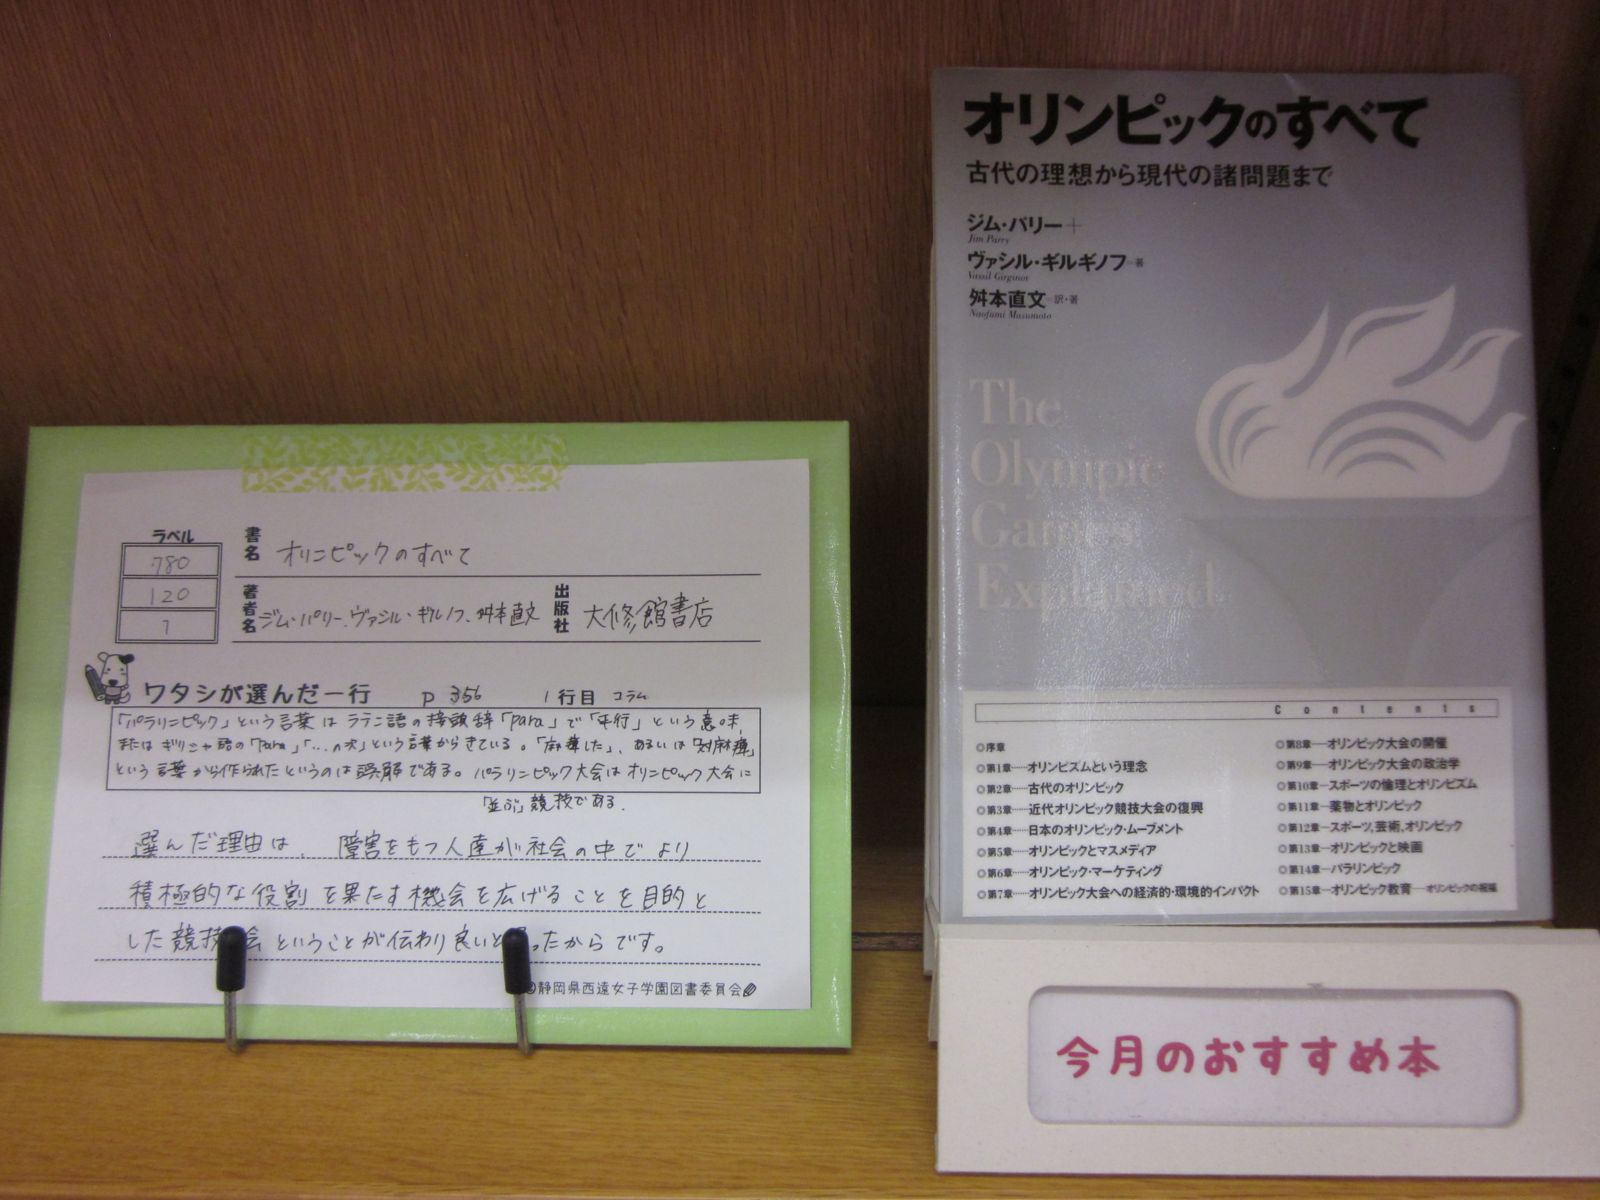 ラベル
780
120
7
書名 オリンピックのすべて
著者名 ジム・パリー、ヴァシル・ギルギノフ、舛本直文 出版社 大修館書店
ワタシが選んだ一行 P 356 1行目 コラム
「パラリンピック」という言葉はラテン語の接頭辞「para」で「平行」という意味、
またはギリシャ語の「para」「…の犬」という言葉からきている。「麻痺した」、あるいは「対麻痺」
という言葉から作られたというのは誤解である。パラリンピック大会はオリンピック大会に
「並ぶ」競技である。
選んだ理由は、障害をもつ人達が社会の中でより
積極的な役割を果たす機会を広げることを目的と
した競技 会ということが伝わり良いと ったからです。
静岡県西遠女子学園図書委員会
オリンピックのすべて
古代の理想から現代の諸問題まで
ジム・パリー+
Jim Parry
ヴァシル・ギルギノフ=著
Vassil Girginov
舛本直文=訳・著
Naofumi Masumoto
The
Olympic
Games
Explained
Contents
◎序章
◎第1章……オリンピズムという理念
◎第2章……古代のオリンピック
◎第3章……近代オリンピック競技大会の復興
◎第4章……日本のオリンピック・ムーブメント
◎第5章……オリンピックとマスメディア
◎第6章……オリンピック・マーケティング
◎第7章……オリンピック大会への経済的・環境的インパクト
◎第8章……オリンピック大会の開催
◎第9章……オリンピック大会の政治学
◎第10章…スポーツの倫理とオリンピズム
◎第11章…薬物とオリンピック
◎第12章…スポーツ,芸術,オリンピック
◎第13章…オリンピックと映画
◎第14章…パラリンピック
◎第15章…オリンピック教育……オリンピックの祝福
今月のおすすめ本